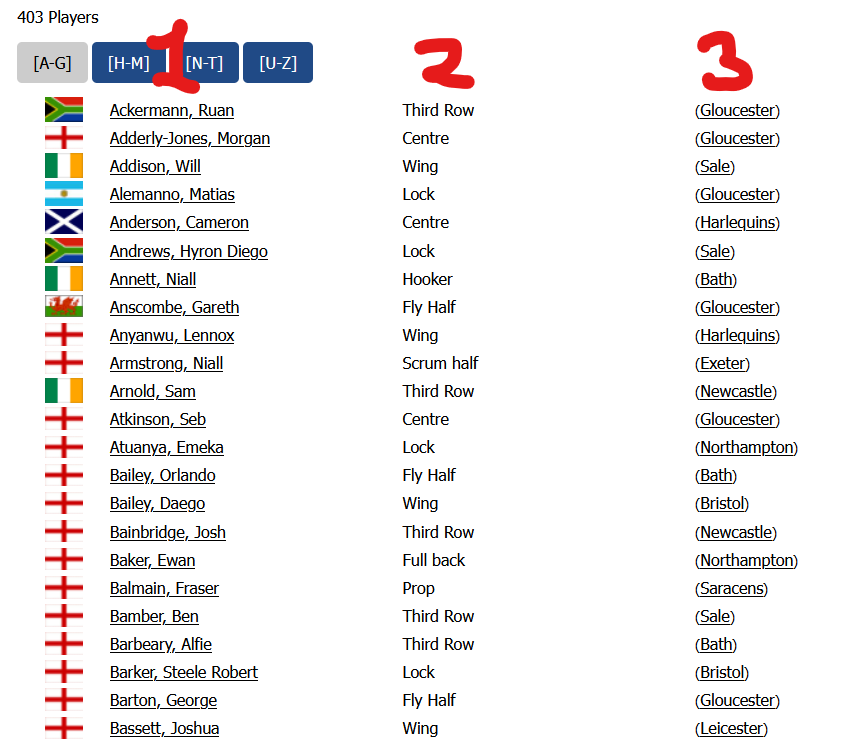 403 Players
1 2 3
[A-G] [H-M] [N-T] [U-Z]
Ackermann, Ruan Third Row (Gloucester)
Adderly-Jones, Morgan Centre (Gloucester)
Addison, Will Wing (Sale)
Alemanno, Matias Lock (Gloucester)
Anderson, Cameron Centre (Harlequins)
Andrews, Hyron Diego Lock (Sale)
Annett, Niall Hooker (Bath)
Anscombe, Gareth Fly Half (Gloucester)
Anyanwu, Lennox Wing (Harlequins)
Armstrong, Niall Scrum half (Exeter)
Arnold, Sam Third Row (Newcastle)
Atkinson, Seb Centre (Gloucester)
Atuanya, Emeka Lock (Northampton)
Bailey, Orlando Fly Half (Bath)
Bailey, Daego Wing (Bristol)
Bainbridge, Josh Third Row (Newcastle)
Baker, Ewan Full back (Northampton)
Balmain, Fraser Prop (Saracens)
Bamber, Ben Third Row (Sale)
Barbeary, Alfie Third Row (Bath)
Barker, Steele Robert Lock (Bristol)
Barton, George Fly Half (Gloucester)
Bassett, Joshua Wing (Leicester)